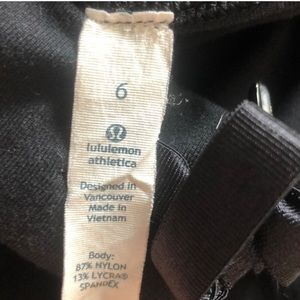 6
lululemon
athletica
Designed in
Vancouver
Made in
Vietnam
Body:
87% NYLON
13% LYCRA®
SPANDEX